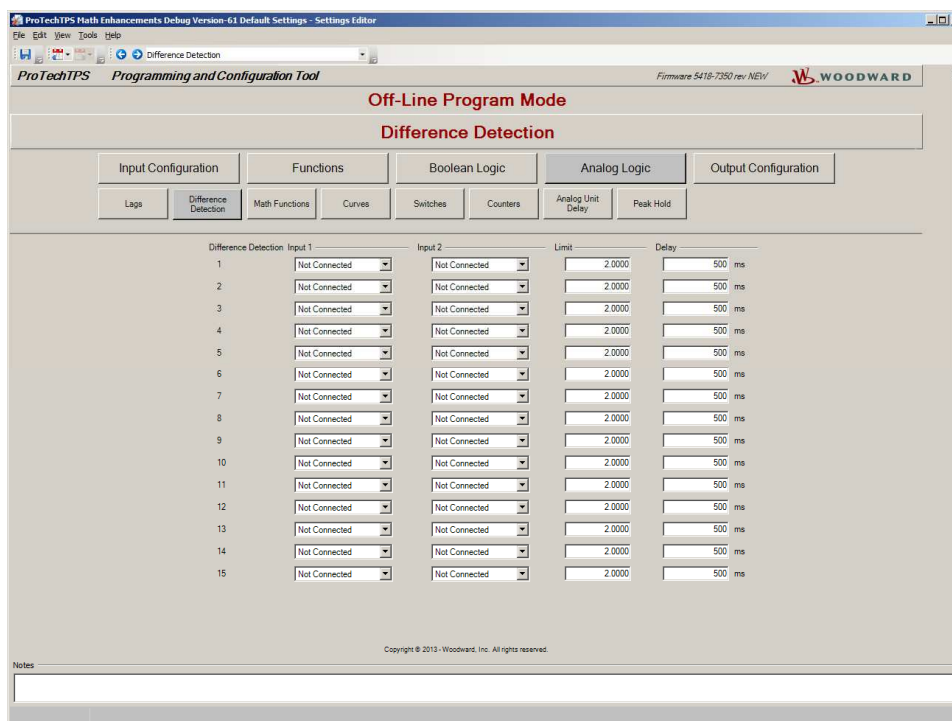 ProTechTPS Math Enhancements Debug Version-61 Default Settings - Settings Editor
File Edit View Tools Help
Difference Detection
ProTechTPS Programming and Configuration Tool Firmware 5418-7350 rev NEW WOODWARD
Off-Line Program Mode
Difference Detection
Input Configuration Functions Boolean Logic Analog Logic Output Configuration
Lags Difference Detection Math Functions Curves Switches Counters Analog Unit Delay Peak Hold
Difference Detection Input 1 Input 2 Limit Delay
1 Not Connected Not Connected 2.0000 500 ms
2 Not Connected Not Connected 2.0000 500 ms
3 Not Connected Not Connected 2.0000 500 ms
4 Not Connected Not Connected 2.0000 500 ms
5 Not Connected Not Connected 2.0000 500 ms
6 Not Connected Not Connected 2.0000 500 ms
7 Not Connected Not Connected 2.0000 500 ms
8 Not Connected Not Connected 2.0000 500 ms
9 Not Connected Not Connected 2.0000 500 ms
10 Not Connected Not Connected 2.0000 500 ms
11 Not Connected Not Connected 2.0000 500 ms
12 Not Connected Not Connected 2.0000 500 ms
13 Not Connected Not Connected 2.0000 500 ms
14 Not Connected Not Connected 2.0000 500 ms
15 Not Connected Not Connected 2.0000 500 ms
Copyright © 2013 - Woodward, Inc. All rights reserved.
Notes